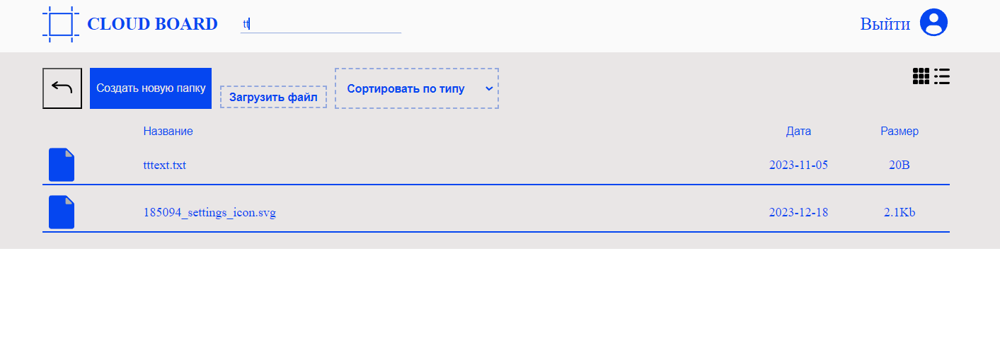 CLOUD BOARD
tt
Выйти
Создать новую папку
Загрузить файл
Сортировать по типу
Название Дата Размер
tttext.txt 2023-11-05 20B
185094_settings_icon.svg 2023-12-18 2.1Kb